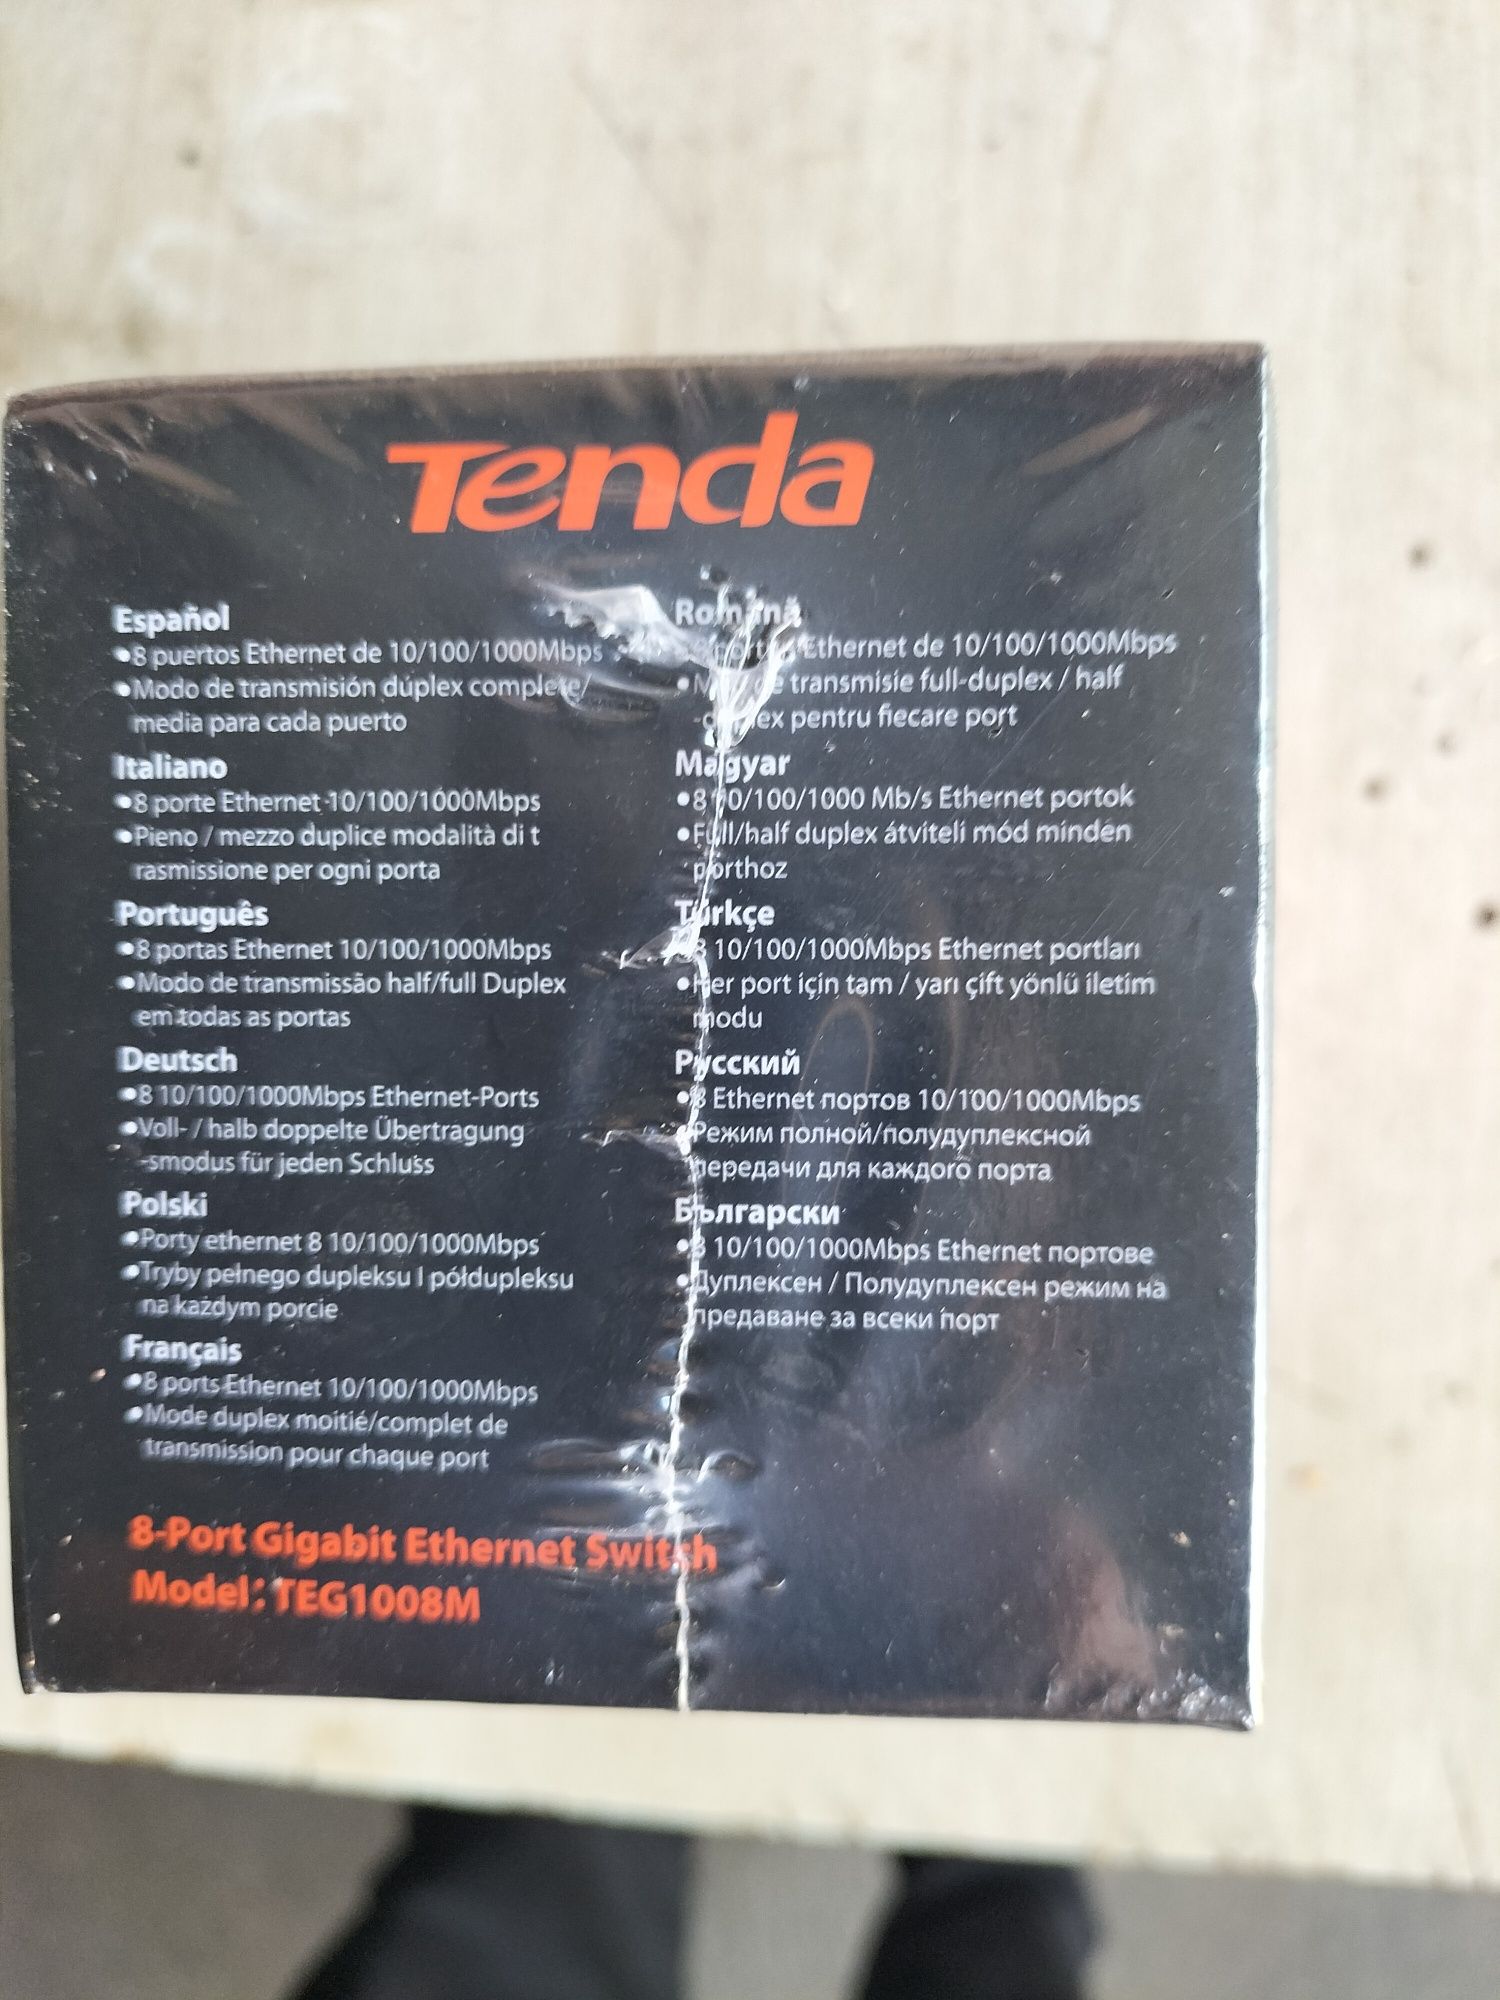 Tenda
Español
•8 puertos Ethernet de 10/100/1000Mbps
•Modo de transmisión dúplex complete/
media para cada puerto
Italiano
•8 porte Ethernet 10/100/1000Mbps
•Pieno / mezzo duplice modalità di t
rasmissione per ogni porta
Português
•8 portas Ethernet 10/100/1000Mbps
•Modo de transmissão half/full Duplex
em todas as portas
Deutsch
•8 10/100/1000Mbps Ethernet-Ports
•Voll- / halb doppelte Übertragung
-smodus für jeden Schluss
Polski
•Porty ethernet 8 10/100/1000Mbps
•Tryby pełnego dupleksu I półdupleksu
na każdym porcie
Français
•8 ports Ethernet 10/100/1000Mbps
•Mode duplex moitié/complet de
transmission pour chaque port
Română
Ethernet de 10/100/1000Mbps
transmisie full-duplex / half
pentru fiecare port
Magyar
•8 10/100/1000 Mb/s Ethernet portok
•Full/half duplex átviteli mód minden
porthoz
Türkçe
•8 10/100/1000Mbps Ethernet portları
•Her port için tam / yarı çift yönlü iletim
modu
Русский
•8 Ethernet портов 10/100/1000Mbps
•Режим полной/полудуплексной
передачи для каждого порта
Български
•8 10/100/1000Mbps Ethernet портове
•Дуплексен / Полудуплексен режим на
предаване за всеки порт
8-Port Gigabit Ethernet Switch
Model: TEG1008M